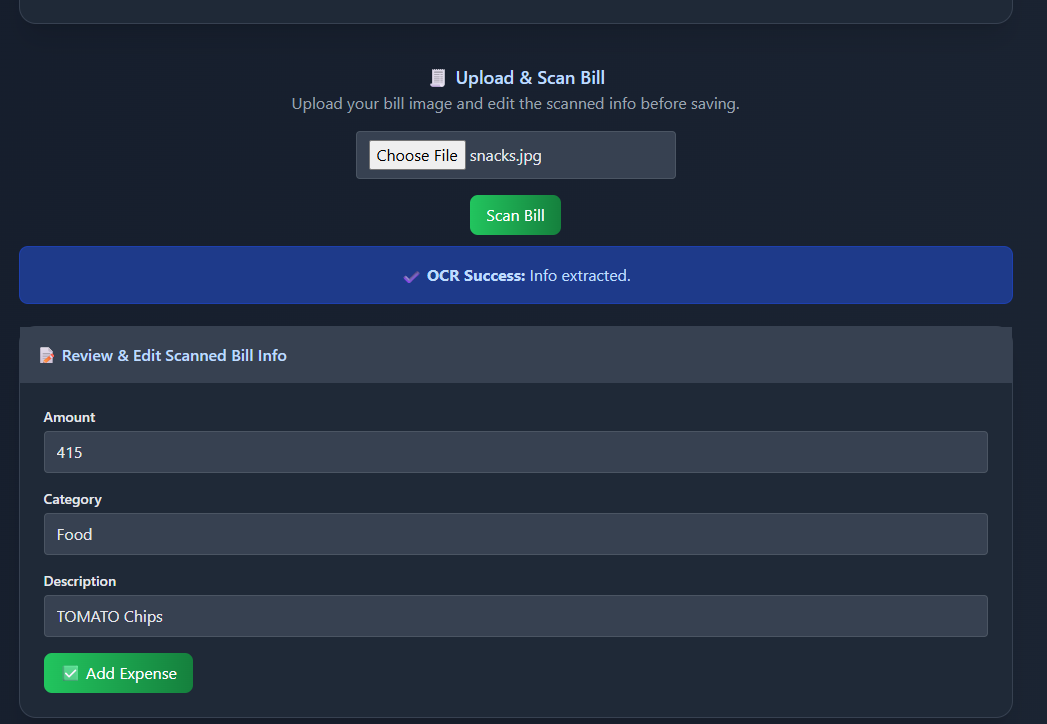 Upload & Scan Bill
Upload your bill image and edit the scanned info before saving.
Choose File snacks.jpg
Scan Bill
OCR Success: Info extracted.
Review & Edit Scanned Bill Info
Amount
415
Category
Food
Description
TOMATO Chips
Add Expense